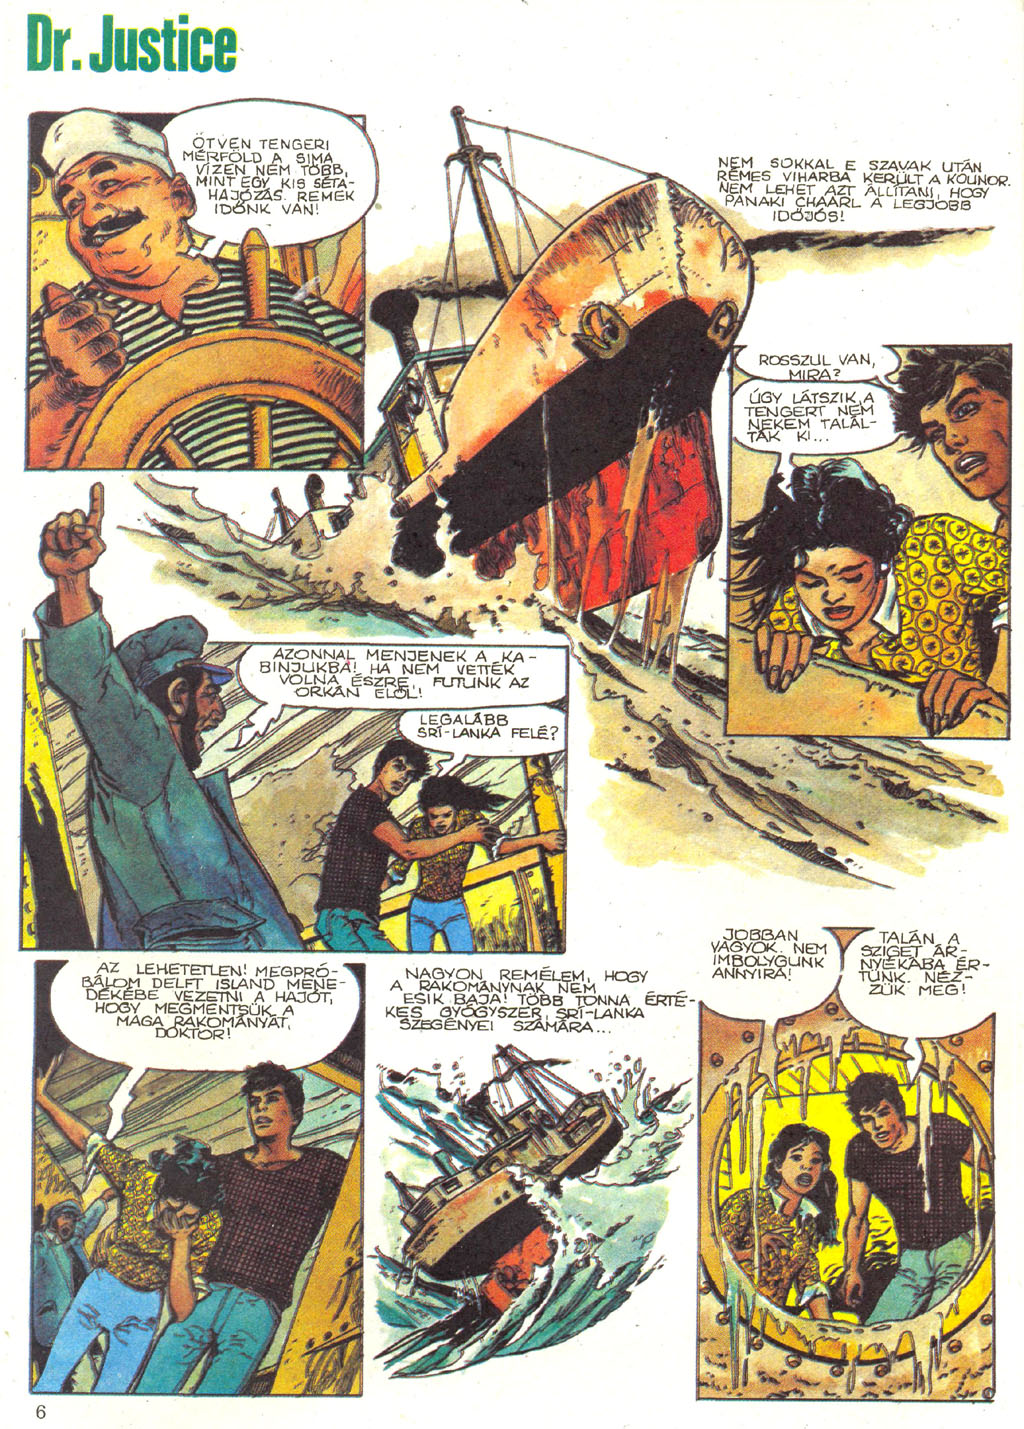 Dr. Justice
ÖTVEN TENGERI
MÉRFÖLD A SIMA
VÍZEN NEM TÖBB,
MINT EGY KIS SÉTA-
HAJÓZÁS. REMEK
IDŐNK VAN!
NEM SOKKAL E SZAVAK UTÁN
RÉMES VIHARBA KERÜLT A KOLINOR.
NEM LEHET AZT ÁLLÍTANI, HOGY
PANAKI CHAARL A LEGJOBB
IDŐJÓS!
ROSSZUL VAN,
MIRA?
ÚGY LÁTSZIK, A
TENGERT NEM
NEKEM TALÁL-
TÁK KI...
AZONNAL MENJENEK A KA-
BINJUKBA! HA NEM VETTÉK
VOLNA ÉSZRE, FUTUNK AZ
ORKÁN ELŐL!
LEGALÁBB
SRI-LANKA FELÉ?
AZ LEHETETLEN! MEGPRÓ-
BÁLOM DELFT ISLAND MENE-
DÉKÉBE VEZETNI A HAJÓT,
HOGY MEGMENTSÜK A
MAGA RAKOMÁNYÁT,
DOKTOR!
NAGYON REMÉLEM, HOGY
A RAKOMÁNYNAK NEM
ESIK BAJA! TÖBB TONNA ÉRTÉ-
KES GYÓGYSZER SRI-LANKA
SZEGÉNYEI SZÁMÁRA...
JOBBAN
VAGYOK. NEM
IMBOLYGUNK
ANNYIRA!
TALÁN A
SZIGET ÁR-
NYÉKÁBA ÉR-
TÜNK. NÉZ-
ZÜK MEG!
6